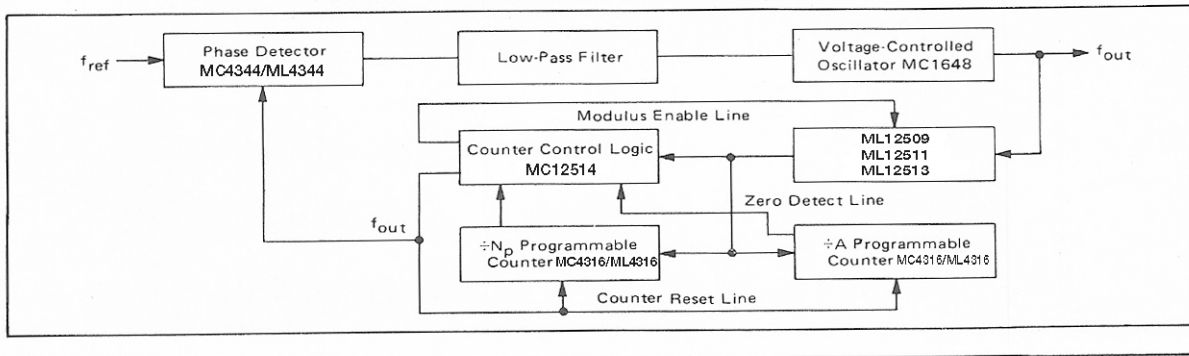 f_ref
Phase Detector
MC4344/ML4344
Low-Pass Filter
Voltage-Controlled
Oscillator MC1648
f_out
Modulus Enable Line
Counter Control Logic
MC12514
ML12509
ML12511
ML12513
Zero Detect Line
f_out
÷N_p Programmable
Counter MC4316/ML4316
÷A Programmable
Counter MC4316/ML4316
Counter Reset Line